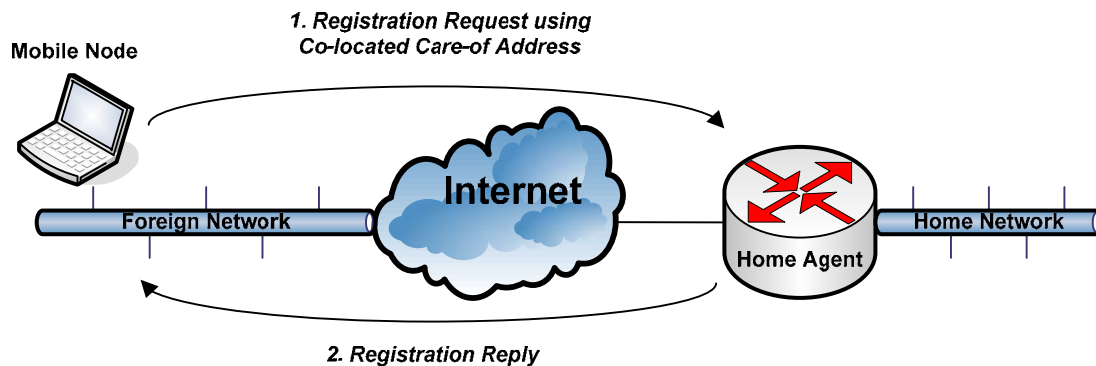 1. Registration Request using
Co-located Care-of Address
Mobile Node
Internet
Foreign Network
Home Network
Home Agent
2. Registration Reply